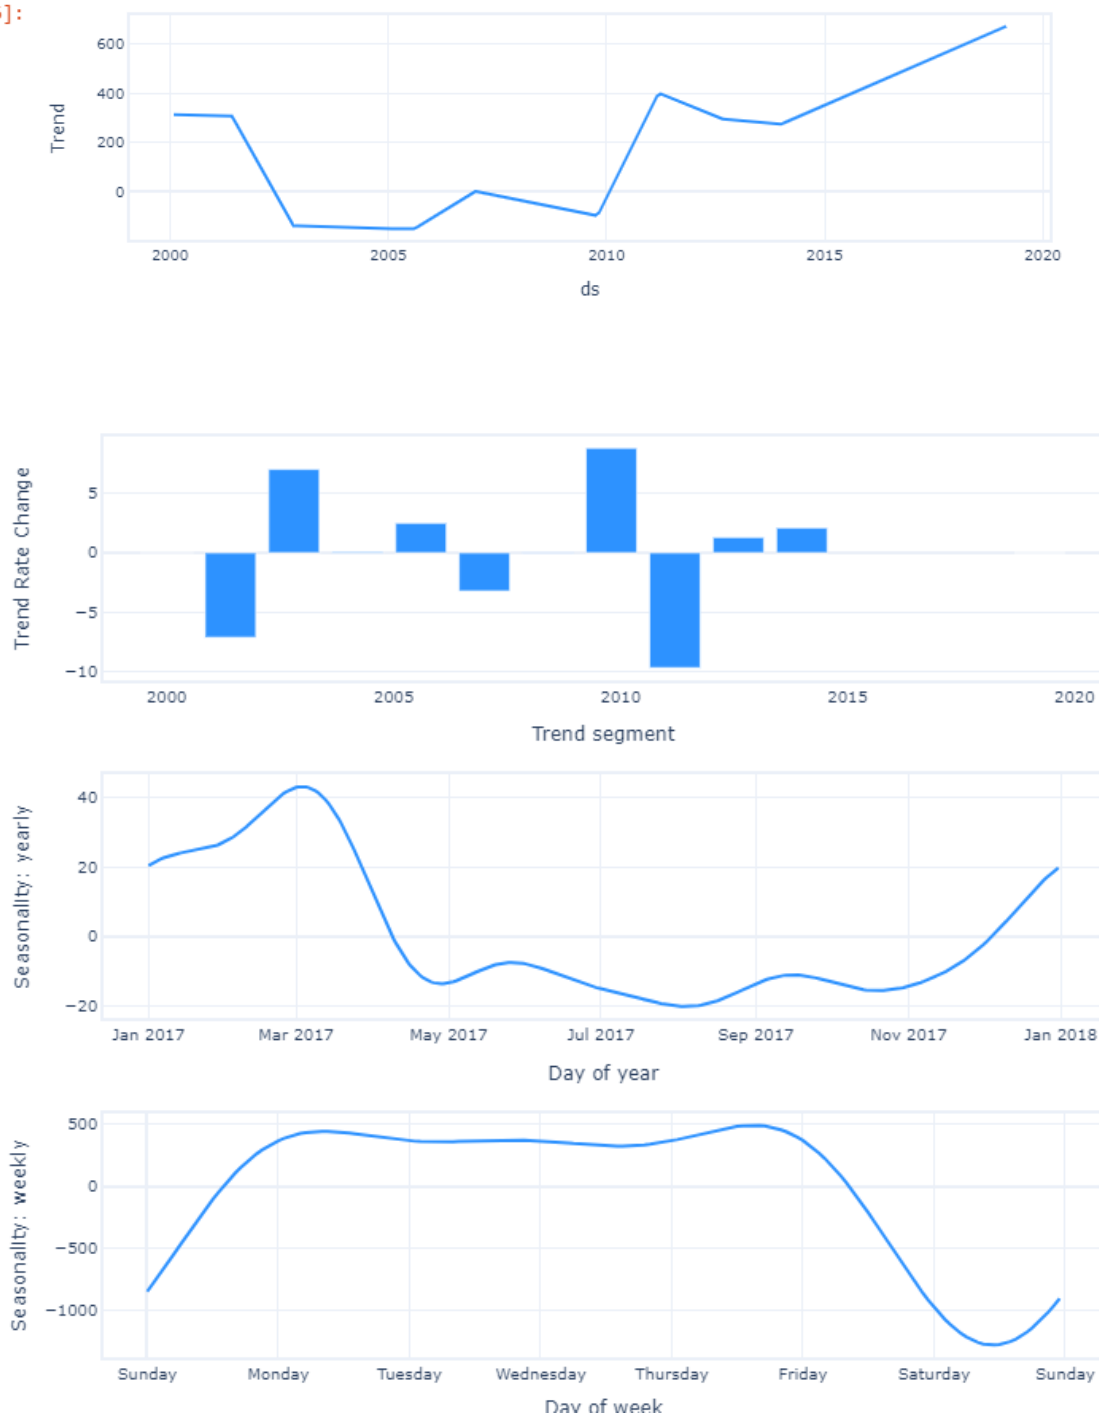 ]:
600
400
200
0
Trend
2000 2005 2010 2015 2020
ds
5
0
−5
−10
Trend Rate Change
2000 2005 2010 2015 2020
Trend segment
40
20
0
−20
Seasonality: yearly
Jan 2017 Mar 2017 May 2017 Jul 2017 Sep 2017 Nov 2017 Jan 2018
Day of year
500
0
−500
−1000
Seasonality: weekly
Sunday Monday Tuesday Wednesday Thursday Friday Saturday Sunday
Day of week